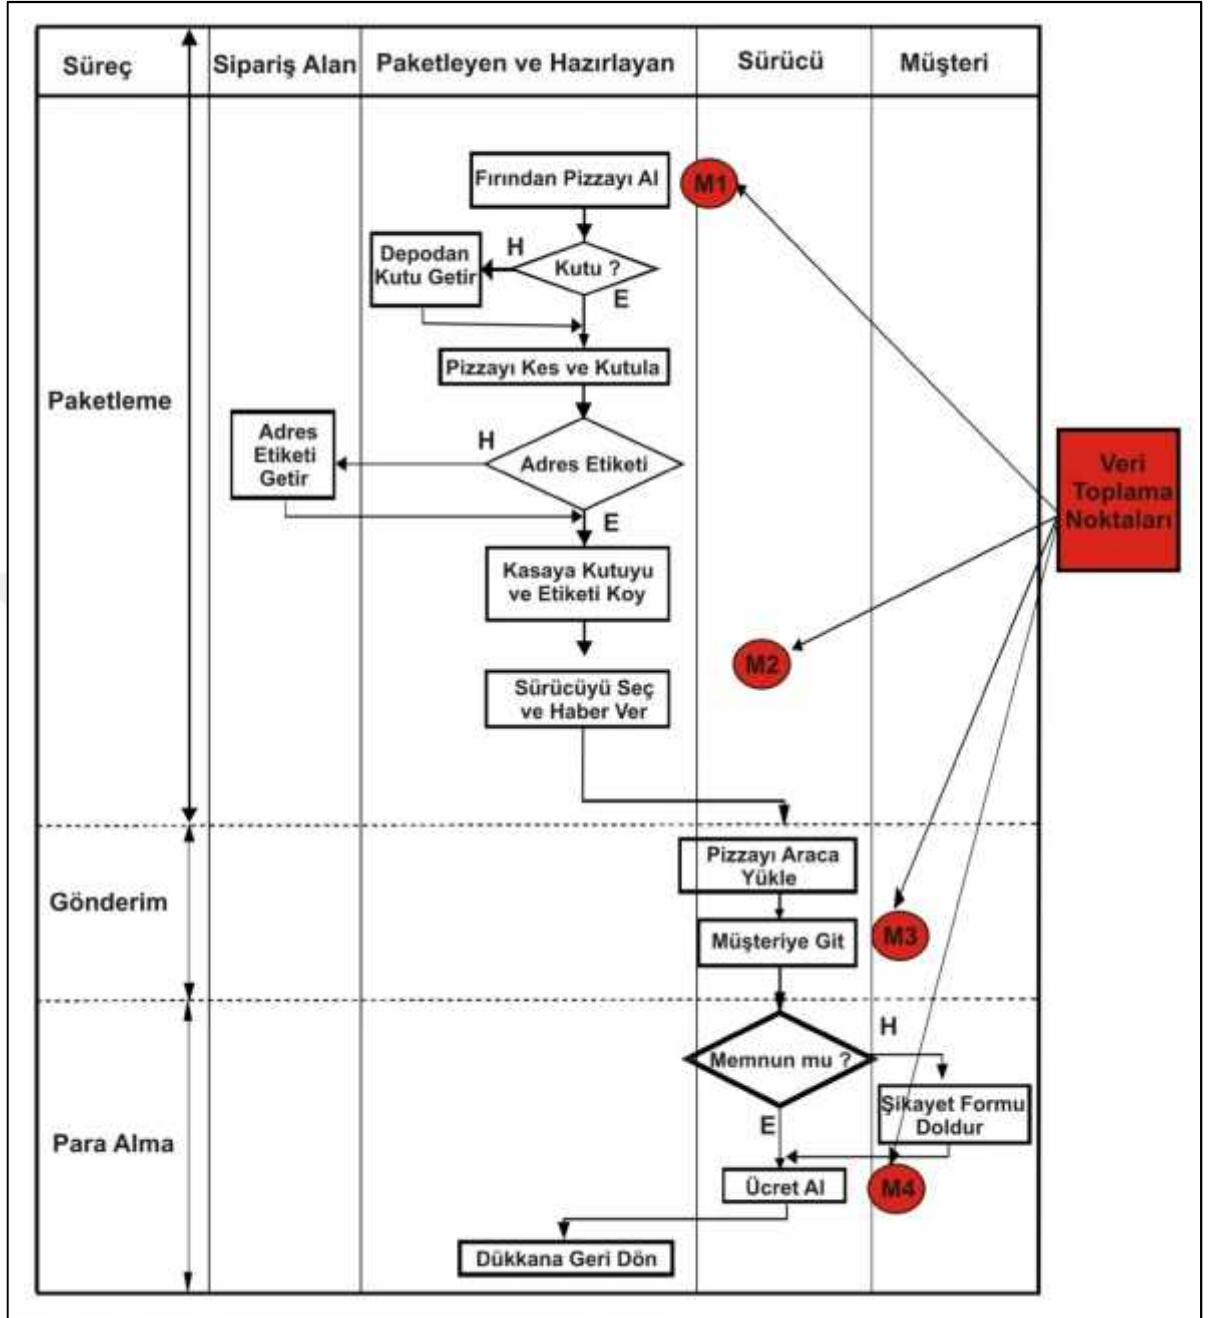 Süreç
Sipariş Alan
Paketleyen ve Hazırlayan
Sürücü
Müşteri
Fırından Pizzayı Al
M1
H
Depodan
Kutu Getir
Kutu ?
E
Pizzayı Kes ve Kutula
Paketleme
Adres
Etiketi
Getir
H
Adres Etiketi
E
Veri
Toplama
Noktaları
Kasaya Kutuyu
ve Etiketi Koy
M2
Sürücüyü Seç
ve Haber Ver
Gönderim
Pizzayı Araca
Yükle
Müşteriye Git
M3
Para Alma
Memnun mu ?
H
Şikayet Formu
Doldur
E
Ücret Al
M4
Dükkana Geri Dön